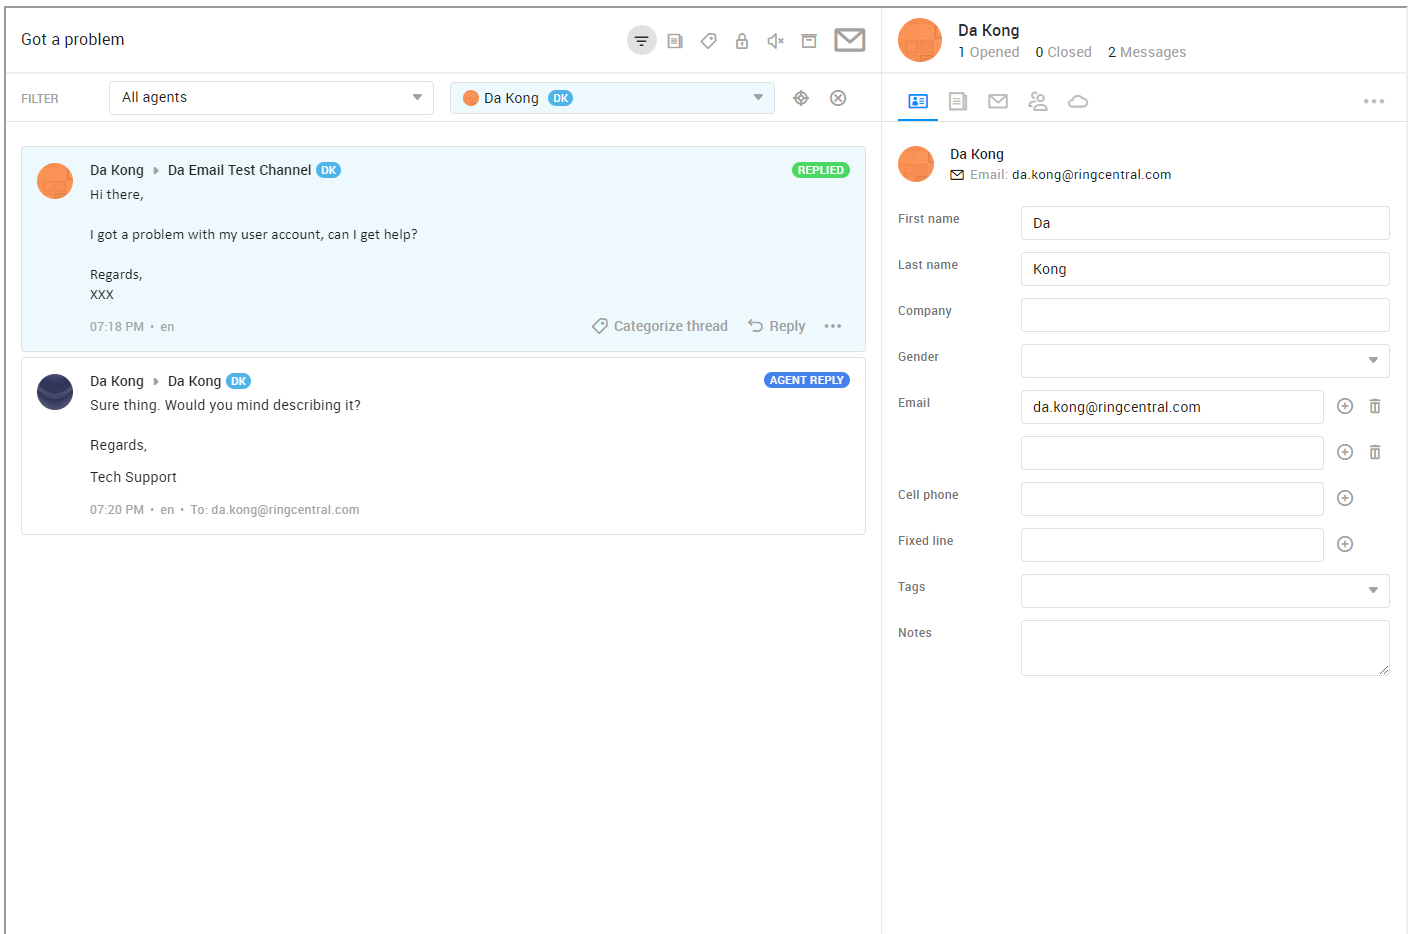 Got a problem
FILTER
All agents
Da Kong DK
Da Kong Da Email Test Channel DK
REPLIED
Hi there,
I got a problem with my user account, can I get help?
Regards,
XXX
07:18 PM • en
Categorize thread
Reply
Da Kong Da Kong DK
AGENT REPLY
Sure thing. Would you mind describing it?
Regards,
Tech Support
07:20 PM • en • To: da.kong@ringcentral.com
Da Kong
1 Opened 0 Closed 2 Messages
Da Kong
Email: da.kong@ringcentral.com
First name
Da
Last name
Kong
Company
Gender
Email
da.kong@ringcentral.com
Cell phone
Fixed line
Tags
Notes